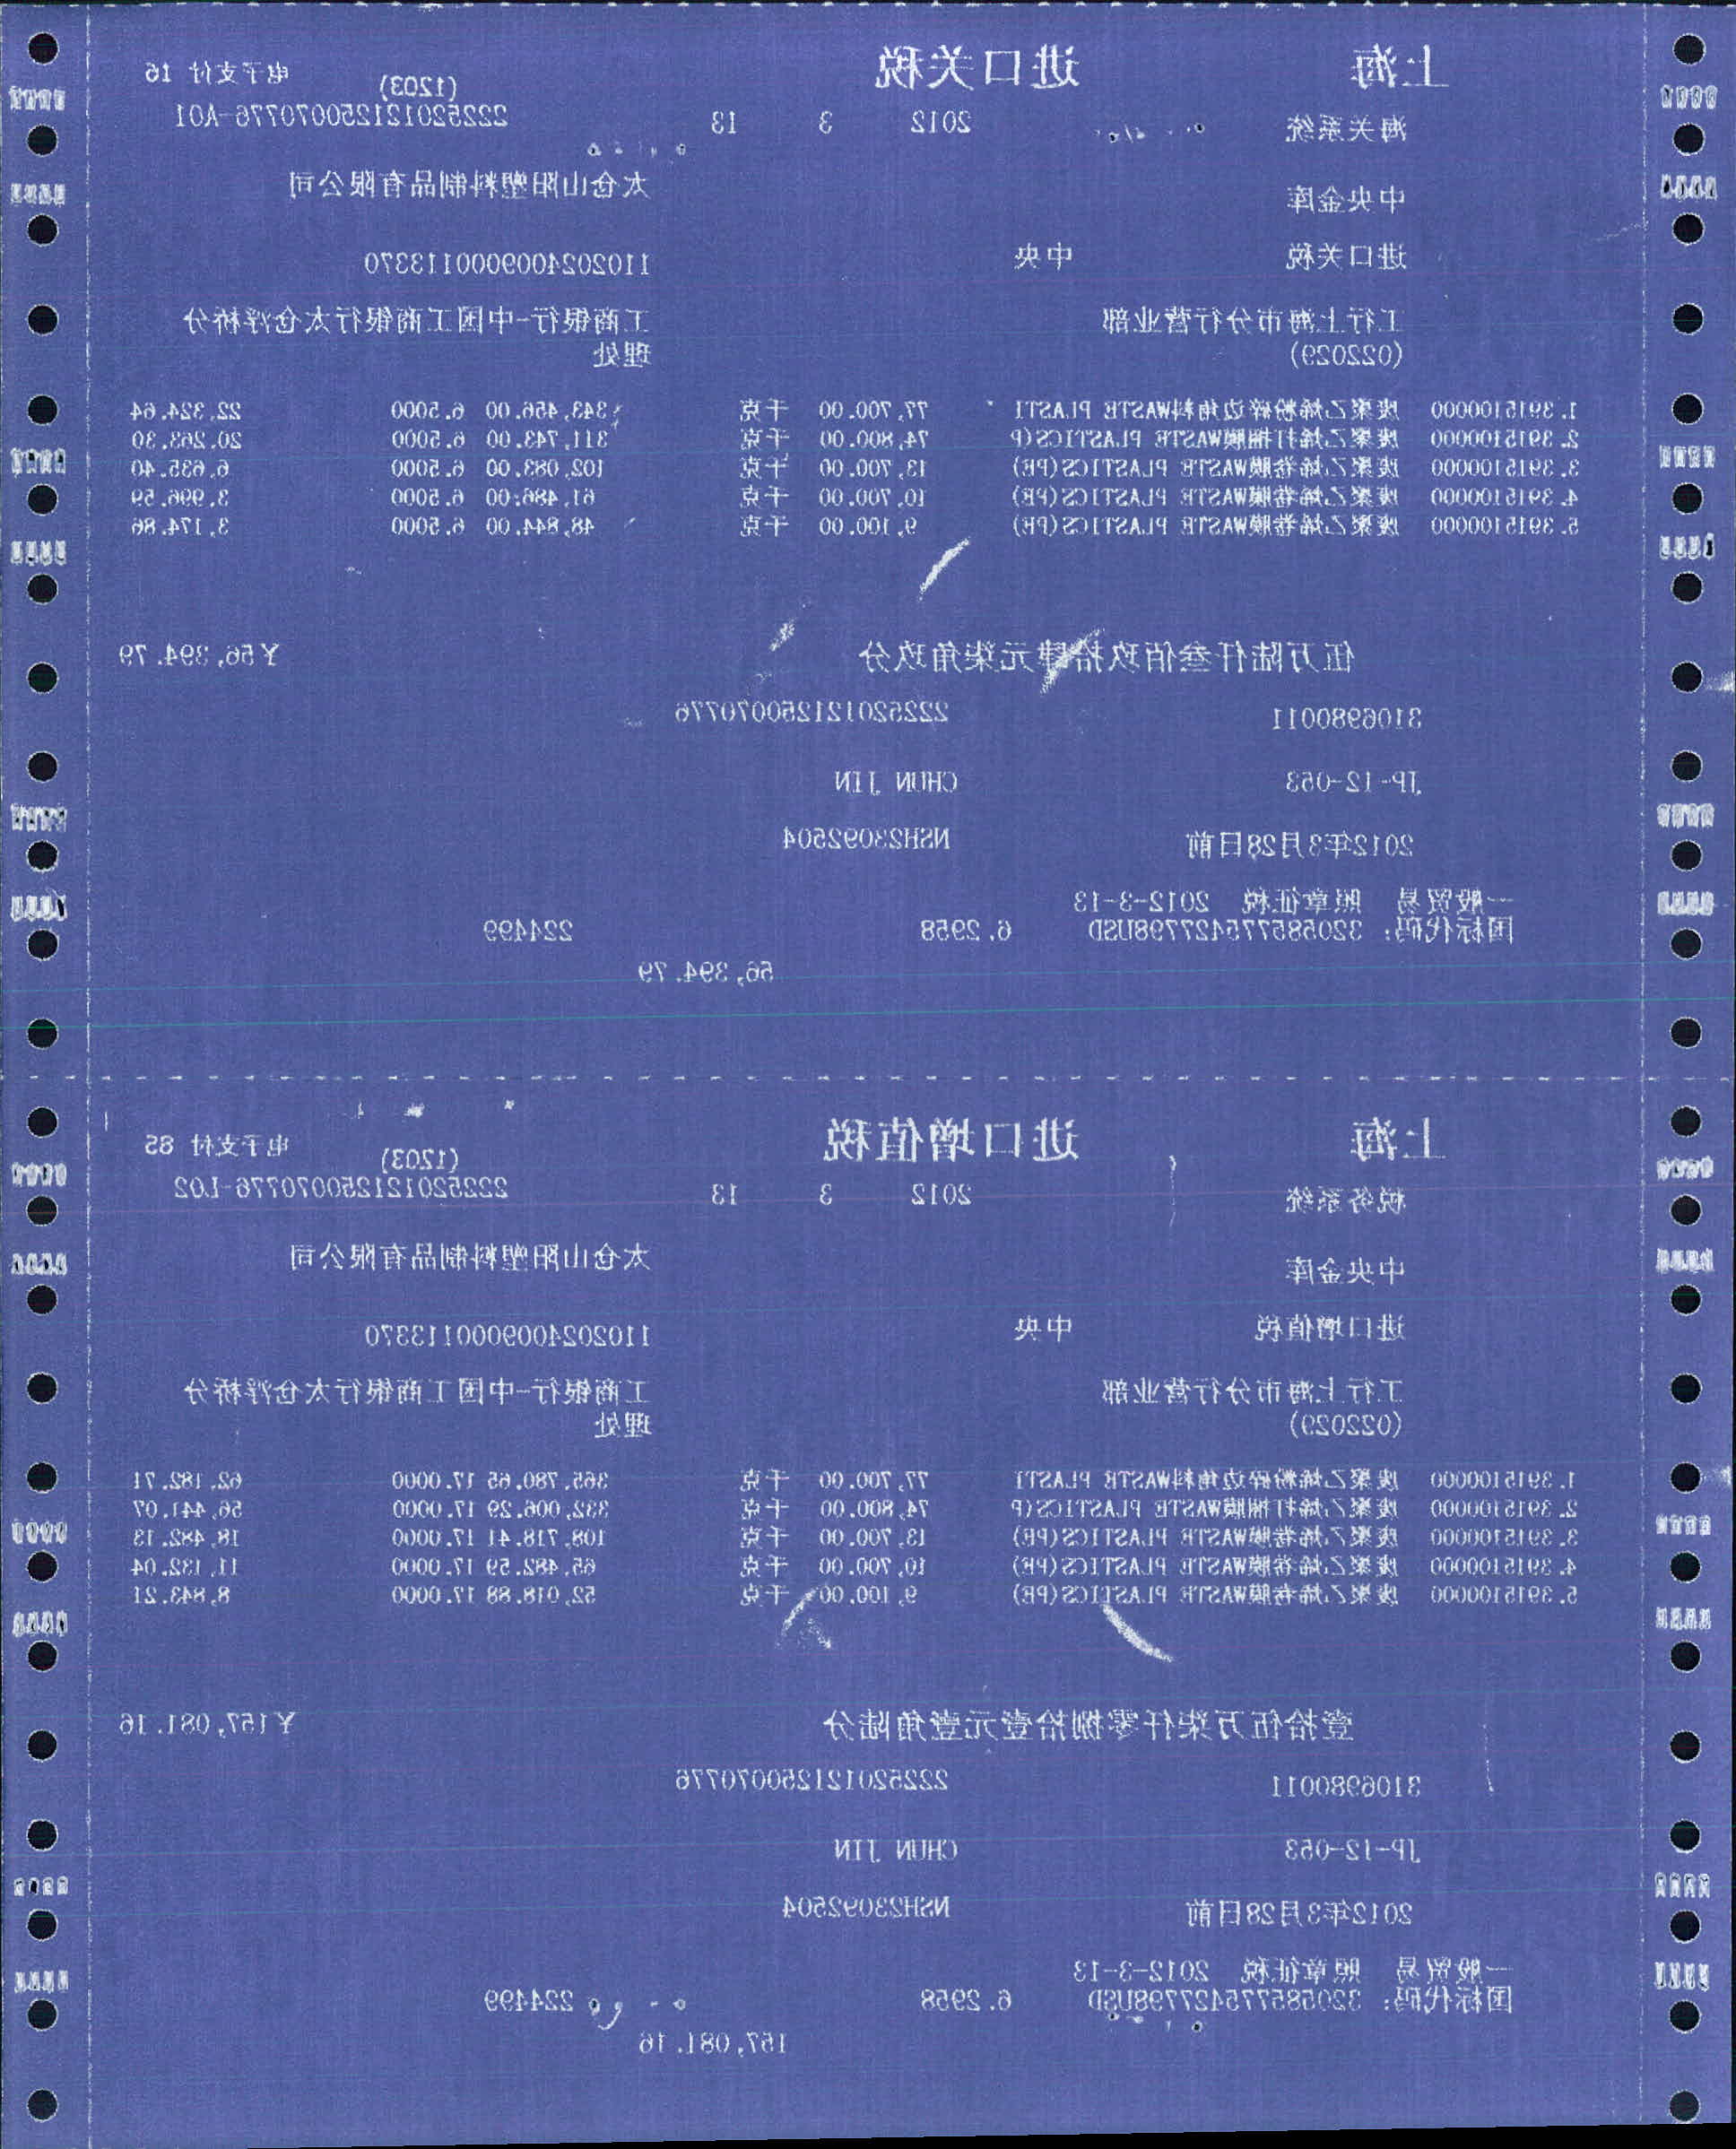 上海 进口关税 (1203) 电子支付 16
海关系统 2012 3 13 222520121250070776-A01
中央金库 太仓山阳塑料制品有限公司
进口关税 中央 1102024009000113370
工行上海市分行营业部 工商银行-中国工商银行太仓浮桥分
(022029) 理处
1. 3915100000 废聚乙烯粉碎边角料WASTE PLASTI 77,700.00 千克 343,456.00 6.5000 22,324.64
2. 3915100000 废聚乙烯打捆膜WASTE PLASTICS(P 74,800.00 千克 311,743.00 6.5000 20,263.30
3. 3915100000 废聚乙烯卷膜WASTE PLASTICS(PE) 13,700.00 千克 102,083.00 6.5000 6,635.40
4. 3915100000 废聚乙烯卷膜WASTE PLASTICS(PE) 10,700.00 千克 61,486.00 6.5000 3,996.59
5. 3915100000 废聚乙烯卷膜WASTE PLASTICS(PE) 9,100.00 千克 48,844.00 6.5000 3,174.86
伍万陆仟叁佰玖拾肆元柒角玖分 ¥56,394.79
3106980011 222520121250070776
JP-12-053 CHUN JIN
2012年3月28日前 NSH23092504
一般贸易 照章征税 2012-3-13
国标代码: 320585775427798USD 6.2958 224499
56,394.79
上海 进口增值税 (1203) 电子支付 85
税务系统 2012 3 13 222520121250070776-L02
中央金库 太仓山阳塑料制品有限公司
进口增值税 中央 1102024009000113370
工行上海市分行营业部 工商银行-中国工商银行太仓浮桥分
(022029) 理处
1. 3915100000 废聚乙烯粉碎边角料WASTE PLASTI 77,700.00 千克 365,780.65 17.0000 62,182.71
2. 3915100000 废聚乙烯打捆膜WASTE PLASTICS(P 74,800.00 千克 332,006.29 17.0000 56,441.07
3. 3915100000 废聚乙烯卷膜WASTE PLASTICS(PE) 13,700.00 千克 108,718.41 17.0000 18,482.13
4. 3915100000 废聚乙烯卷膜WASTE PLASTICS(PE) 10,700.00 千克 65,482.59 17.0000 11,132.04
5. 3915100000 废聚乙烯卷膜WASTE PLASTICS(PE) 9,100.00 千克 52,018.88 17.0000 8,843.21
壹拾伍万柒仟零捌拾壹元壹角陆分 ¥157,081.16
3106980011 222520121250070776
JP-12-053 CHUN JIN
2012年3月28日前 NSH23092504
一般贸易 照章征税 2012-3-13
国标代码: 320585775427798USD 6.2958 224499
157,081.16